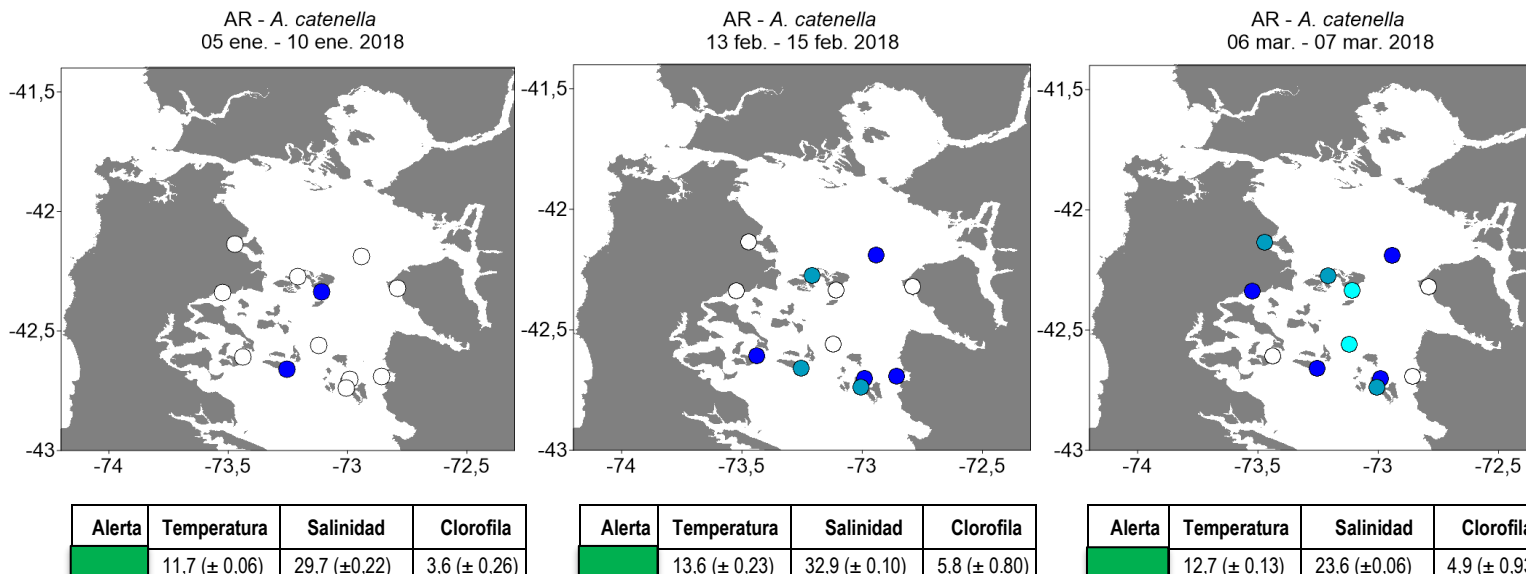 AR - A. catenella
05 ene. - 10 ene. 2018
-41,5
-42
-42,5
-43
-74
-73,5
-73
-72,5
AR - A. catenella
13 feb. - 15 feb. 2018
-41,5
-42
-42,5
-43
-74
-73,5
-73
-72,5
AR - A. catenella
06 mar. - 07 mar. 2018
-41,5
-42
-42,5
-43
-74
-73,5
-73
-72,5
Alerta Temperatura Salinidad Clorofila
11,7 (± 0,06) 29,7 (±0,22) 3,6 (± 0,26)
Alerta Temperatura Salinidad Clorofila
13,6 (± 0,23) 32,9 (± 0,10) 5,8 (± 0.80)
Alerta Temperatura Salinidad Clorofila
12,7 (± 0,13) 23,6 (±0,06) 4,9 (± 0,93